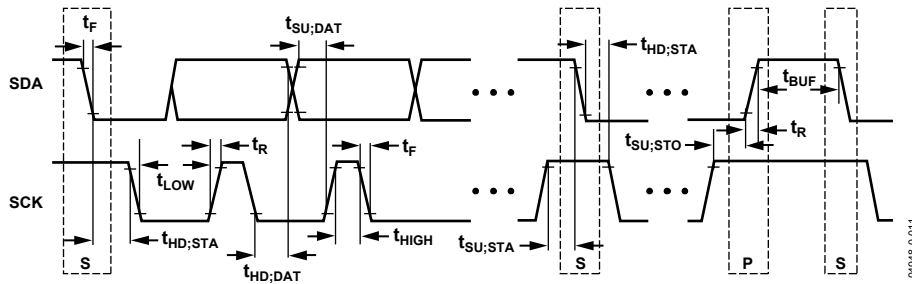 tF
tSU;DAT
tHD;STA
SDA
tBUF
tR
tF
tSU;STO
tR
tLOW
SCK
tHD;STA
tHD;DAT
tHIGH
tSU;STA
S
S
P
S